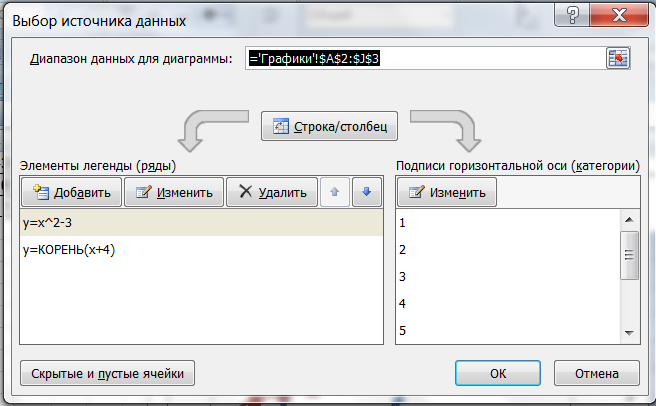 Выбор источника данных
Диапазон данных для диаграммы:
='Графики'!$A$2:$J$3
Строка/столбец
Элементы легенды (ряды)
Подписи горизонтальной оси (категории)
Добавить
Изменить
Удалить
Изменить
y=x^2-3
y=КОРЕНЬ(x+4)
1
2
3
4
5
Скрытые и пустые ячейки
ОК
Отмена